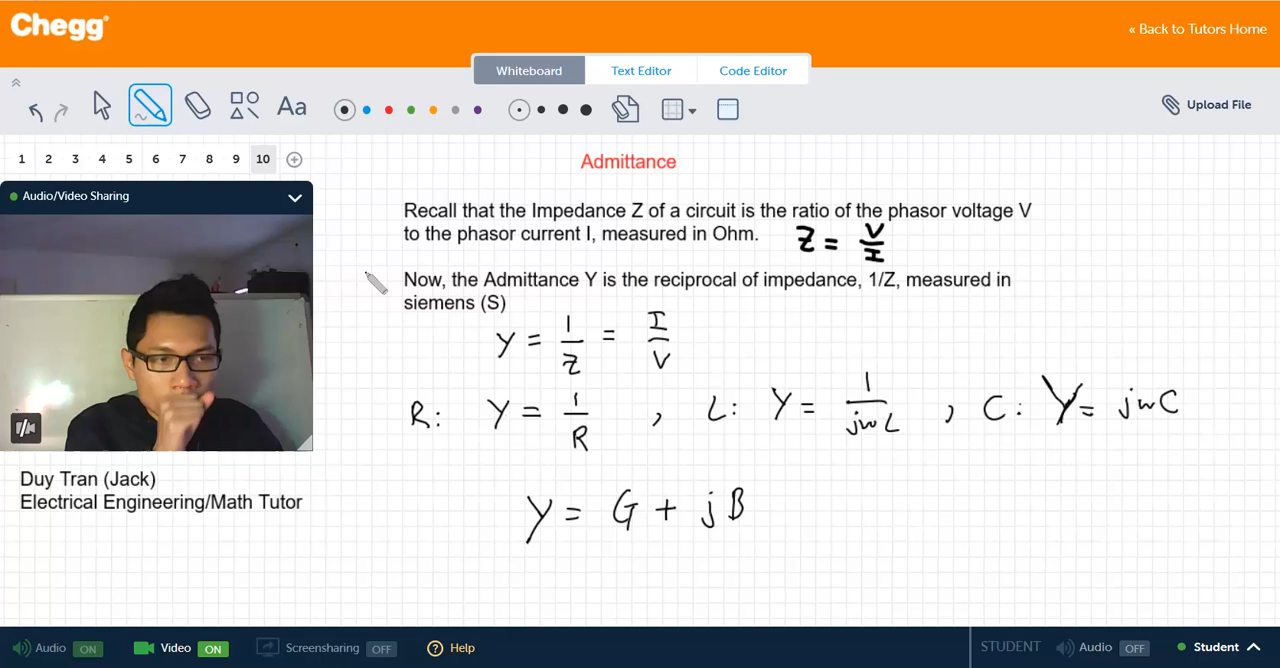 Chegg
« Back to Tutors Home
Whiteboard Text Editor Code Editor
Aa
Upload File
1 2 3 4 5 6 7 8 9 10
Audio/Video Sharing
Admittance
Recall that the Impedance Z of a circuit is the ratio of the phasor voltage V
to the phasor current I, measured in Ohm. Z = V/I
Now, the Admittance Y is the reciprocal of impedance, 1/Z, measured in
siemens (S)
Y = 1/Z = I/V
R: Y = 1/R , L: Y = 1/jwL , C: Y = jwC
Y = G + jB
Duy Tran (Jack)
Electrical Engineering/Math Tutor
Audio ON Video ON Screensharing OFF ? Help STUDENT Audio OFF Student